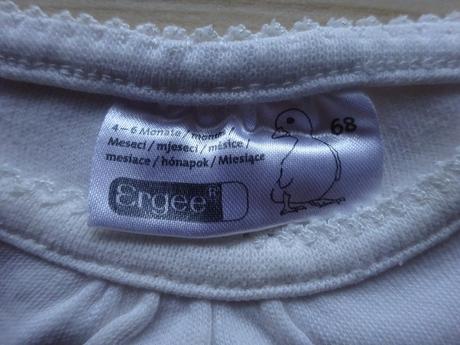 4 – 6 Monate / months /
Meseci / mjeseci / měsíce /
mesiace / hónapok / Miesiące
68
Ergee®